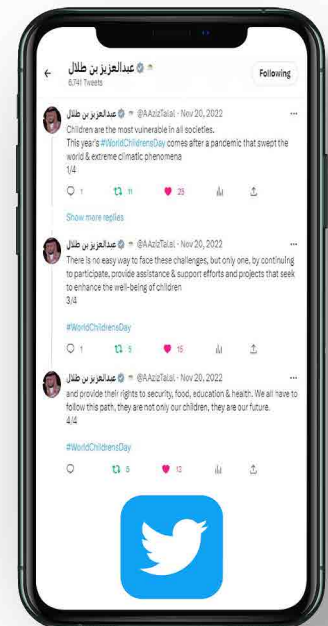 عبدالعزيز بن طلال
6,741 Tweets
Following
عبدالعزيز بن طلال @AAzizTalal · Nov 20, 2022
Children are the most vulnerable in all societies.
This year's #WorldChildrensDay comes after a pandemic that swept the
world & extreme climatic phenomena
1/4
1 11 25
Show more replies
عبدالعزيز بن طلال @AAzizTalal · Nov 20, 2022
There is no easy way to face these challenges, but only one, by continuing
to participate, provide assistance & support efforts and projects that seek
to enhance the well-being of children
3/4
#WorldChildrensDay
1 5 15
عبدالعزيز بن طلال @AAzizTalal · Nov 20, 2022
and provide their rights to security, food, education & health. We all have to
follow this path, they are not only our children, they are our future.
4/4
#WorldChildrensDay
5 13